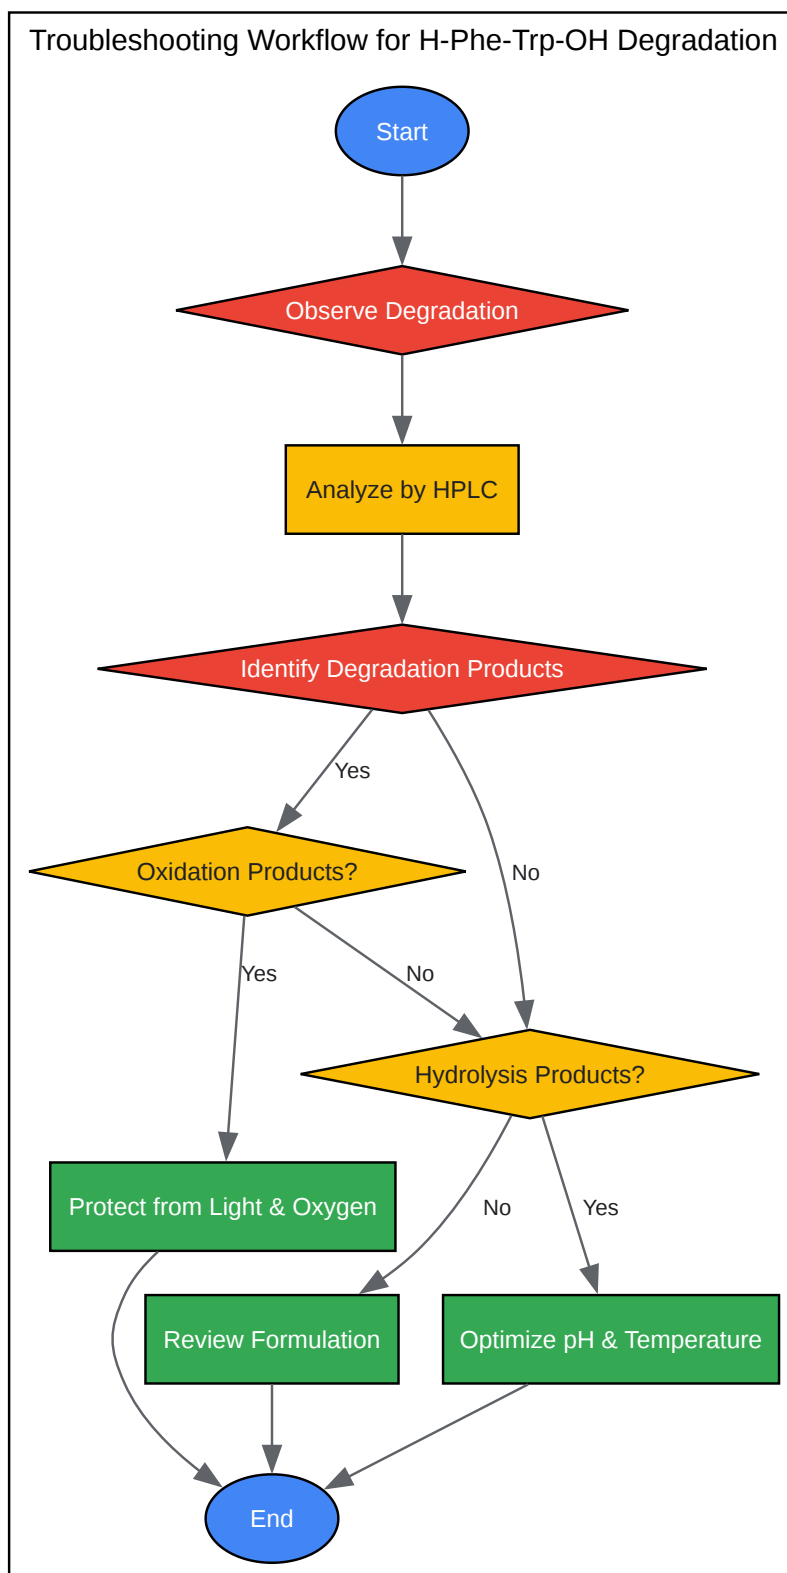 Troubleshooting Workflow for H-Phe-Trp-OH Degradation
Start
Observe Degradation
Analyze by HPLC
Identify Degradation Products
Yes
Oxidation Products?
No
Yes
No
Hydrolysis Products?
Protect from Light & Oxygen
No
Yes
Review Formulation
Optimize pH & Temperature
End